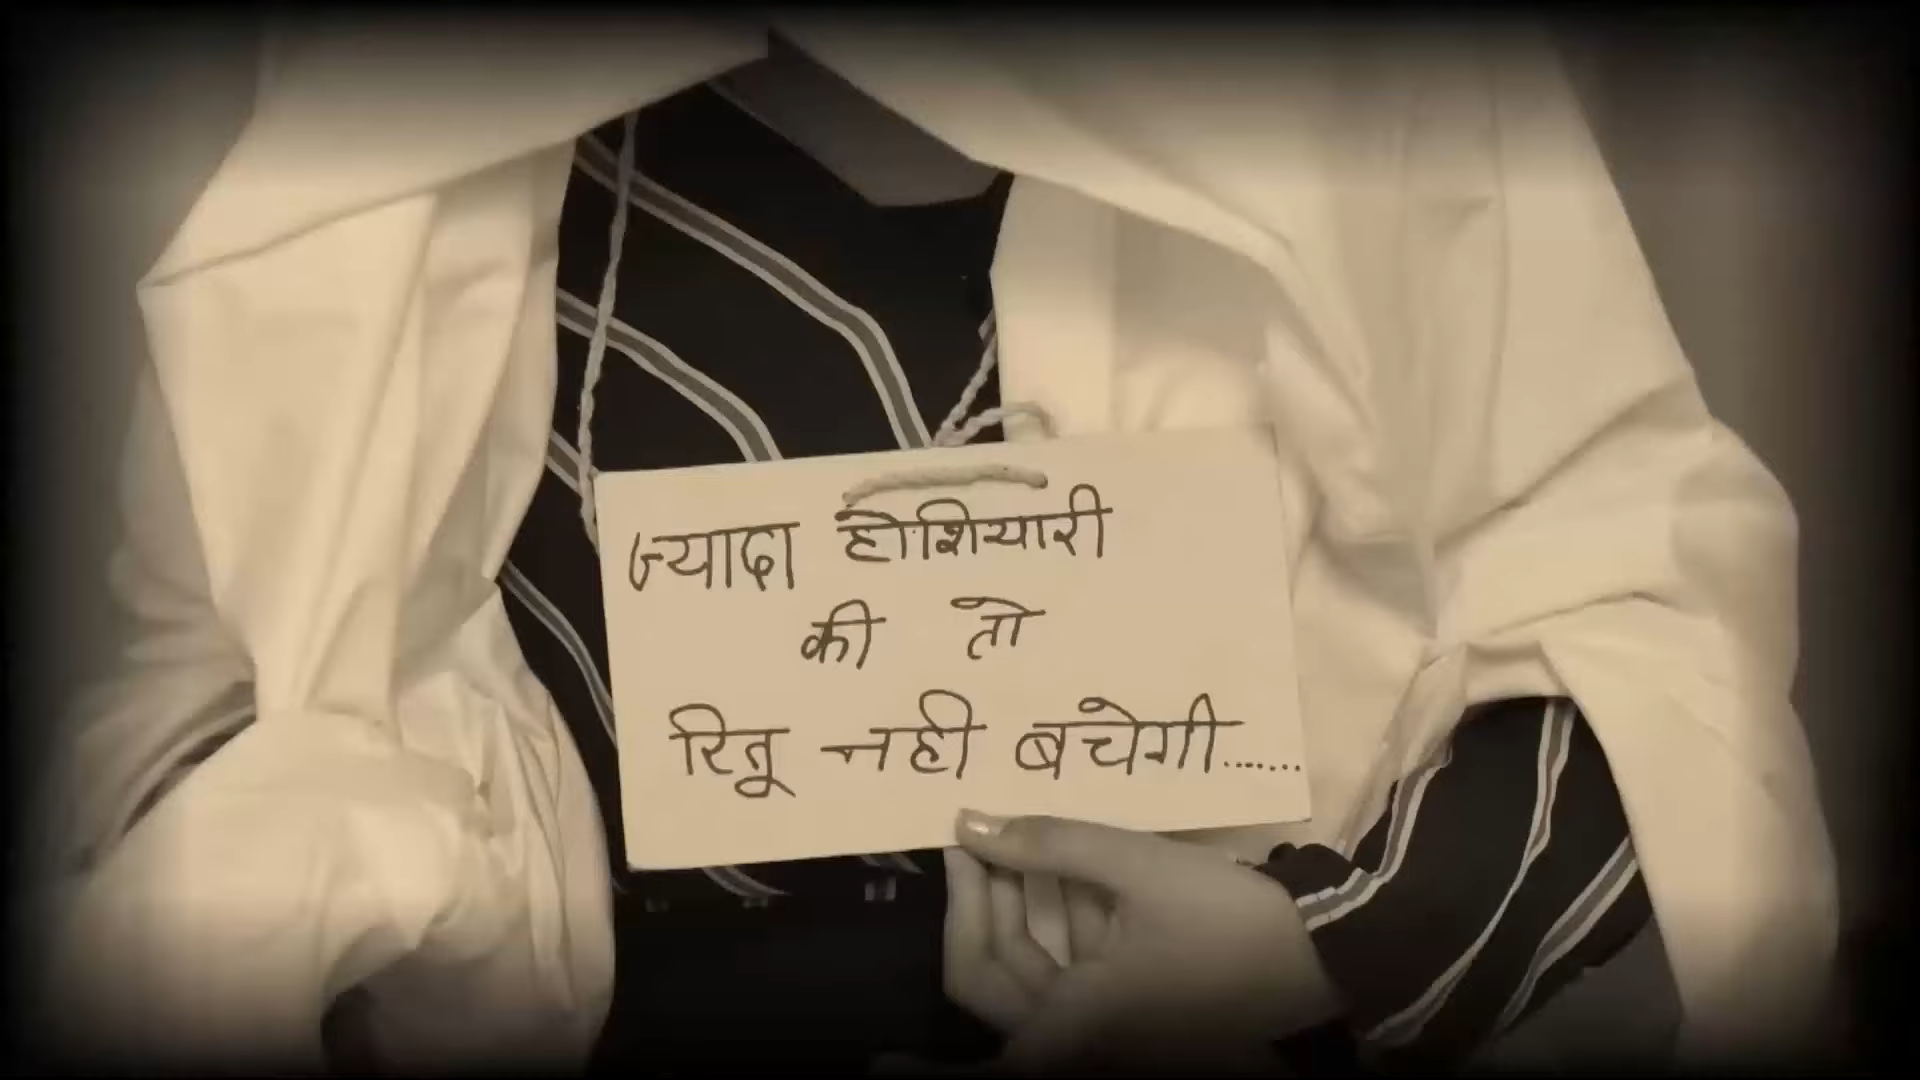 ज्यादा होशियारी
की तो
रितू नही बचेगी.......